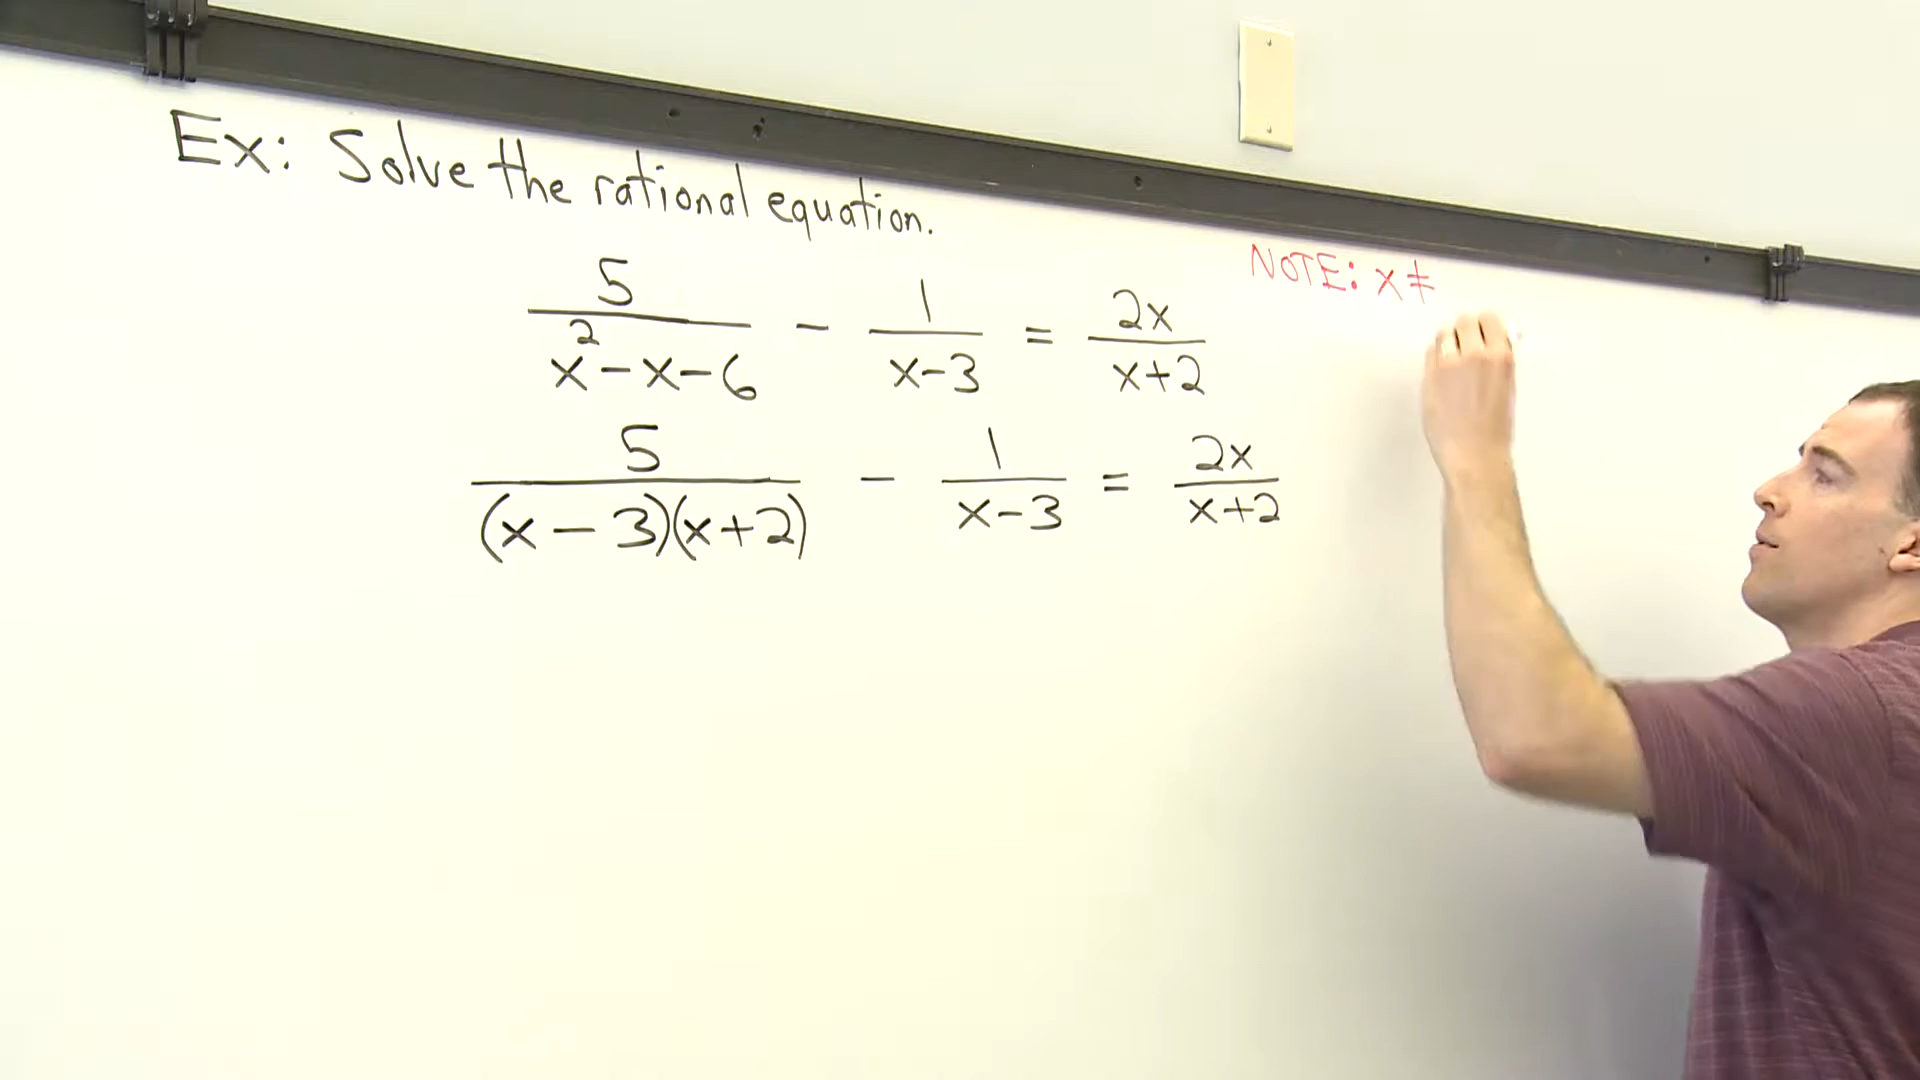 Ex: Solve the rational equation.
NOTE: x ≠
5/(x² - x - 6) - 1/(x - 3) = 2x/(x + 2)
5/((x - 3)(x + 2)) - 1/(x - 3) = 2x/(x + 2)